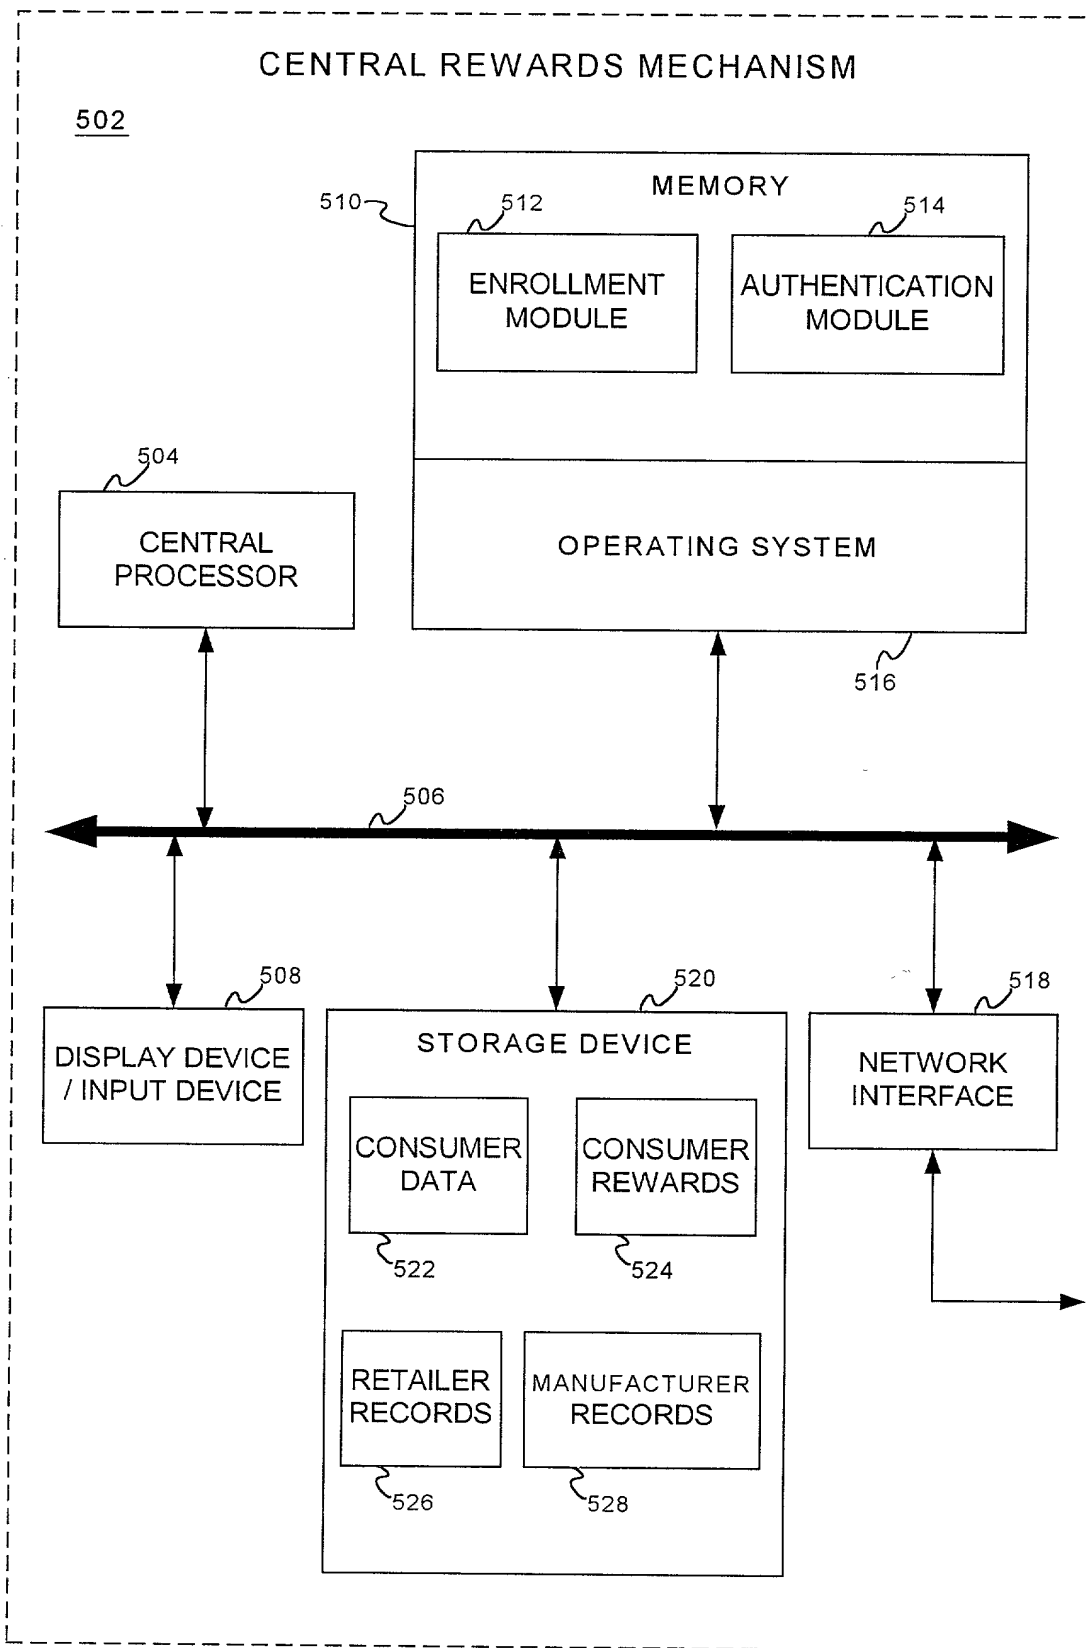 CENTRAL REWARDS MECHANISM
502
MEMORY
510
512
514
ENROLLMENT
MODULE
AUTHENTICATION
MODULE
504
CENTRAL
PROCESSOR
OPERATING SYSTEM
516
506
508
520
518
DISPLAY DEVICE
/ INPUT DEVICE
STORAGE DEVICE
NETWORK
INTERFACE
CONSUMER
DATA
CONSUMER
REWARDS
522
524
RETAILER
RECORDS
MANUFACTURER
RECORDS
526
528